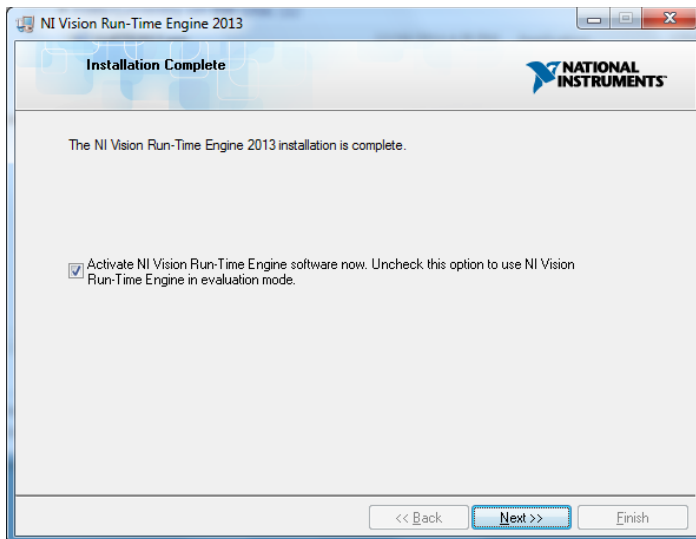 NI Vision Run-Time Engine 2013
Installation Complete
NATIONAL
INSTRUMENTS™
The NI Vision Run-Time Engine 2013 installation is complete.
Activate NI Vision Run-Time Engine software now. Uncheck this option to use NI Vision
Run-Time Engine in evaluation mode.
<< Back
Next >>
Finish